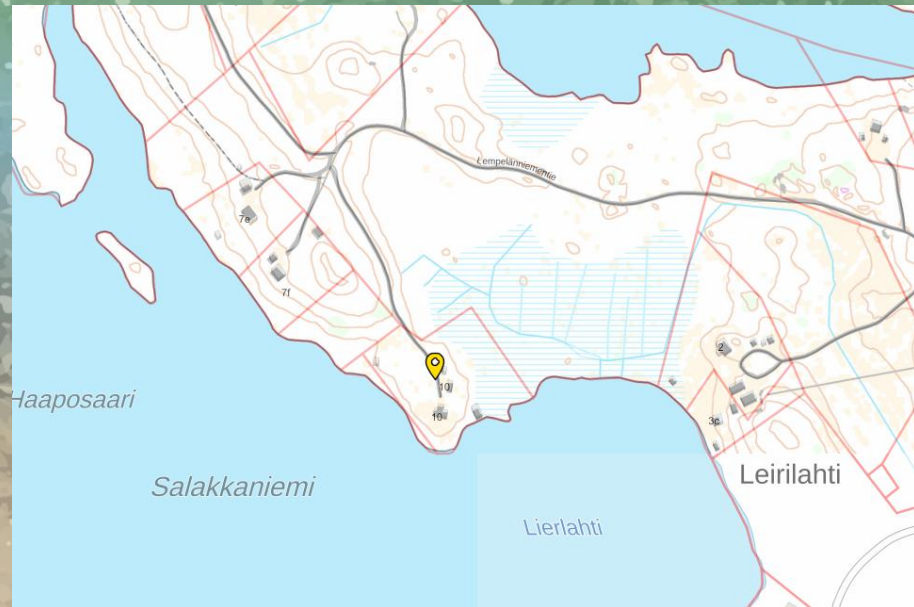 Lempelänniementie
7e
7f
2
10
10
3c
Haaposaari
Salakkaniemi
Leirilahti
Lierlahti